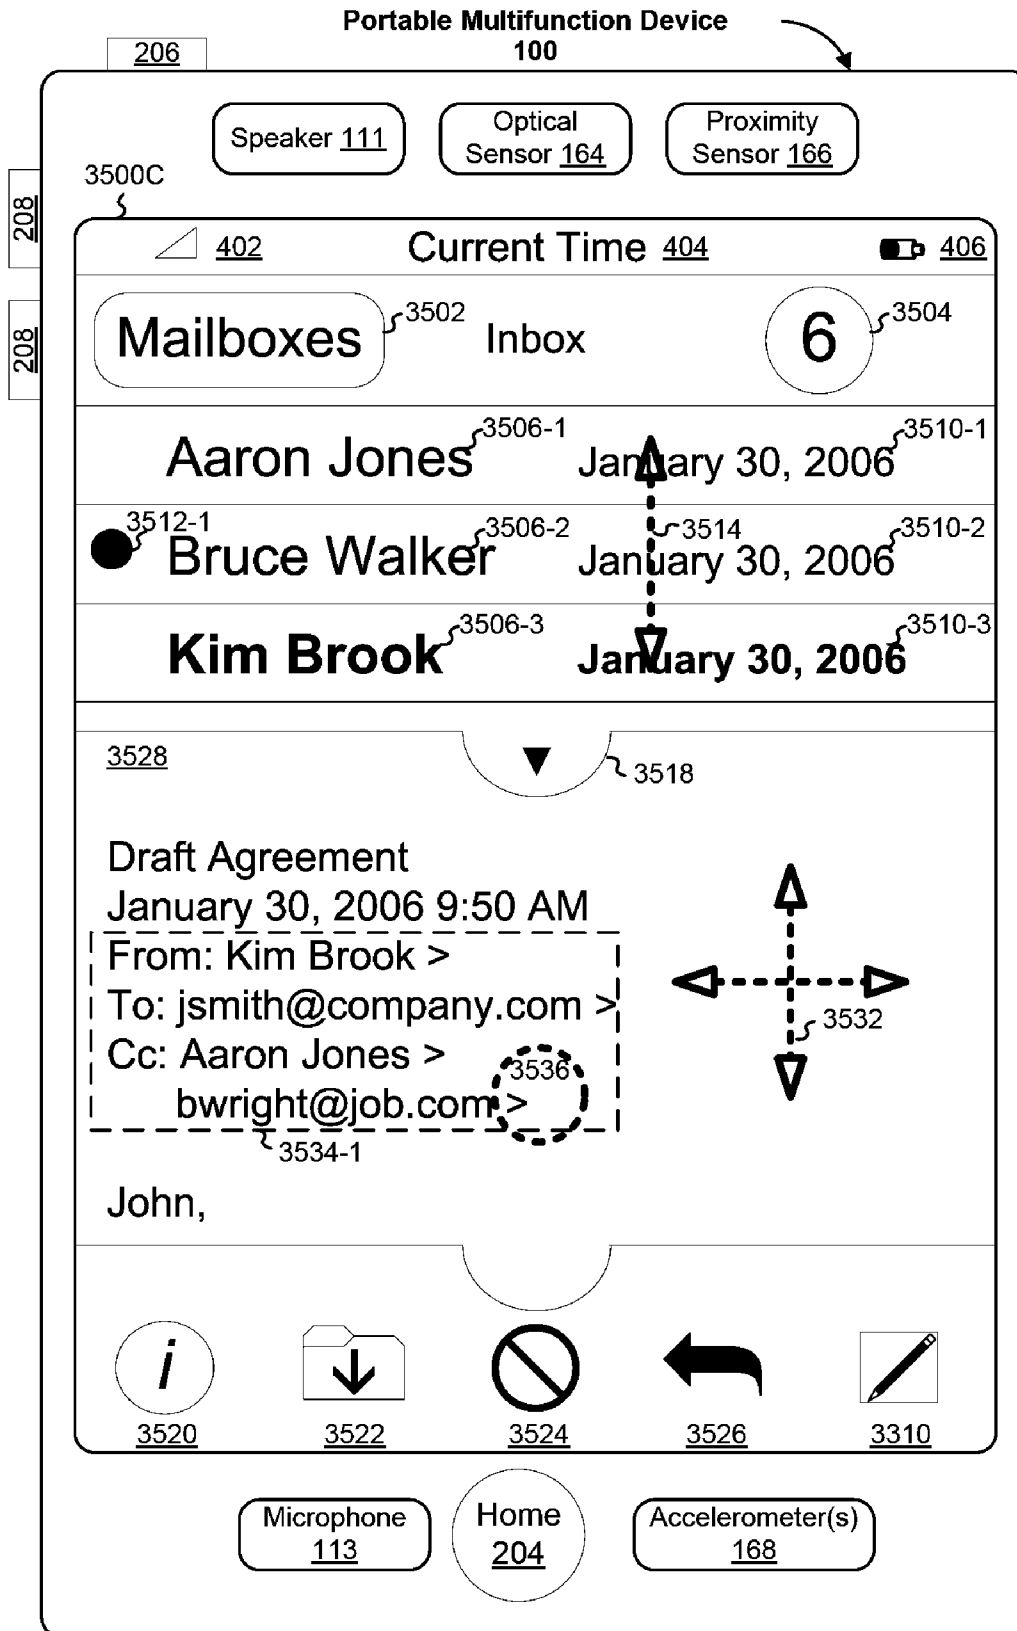 Portable Multifunction Device
100
206
Speaker 111
Optical
Sensor 164
Proximity
Sensor 166
3500C
208
208
402
Current Time 404
406
Mailboxes
3502
Inbox
6
3504
Aaron Jones
3506-1
January 30, 2006
3510-1
3512-1
Bruce Walker
3506-2
3514
January 30, 2006
3510-2
Kim Brook
3506-3
January 30, 2006
3510-3
3528
3518
Draft Agreement
January 30, 2006 9:50 AM
From: Kim Brook >
To: jsmith@company.com >
3532
Cc: Aaron Jones >
3536
bwright@job.com >
3534-1
John,
i
3520
3522
3524
3526
3310
Microphone
113
Home
204
Accelerometer(s)
168